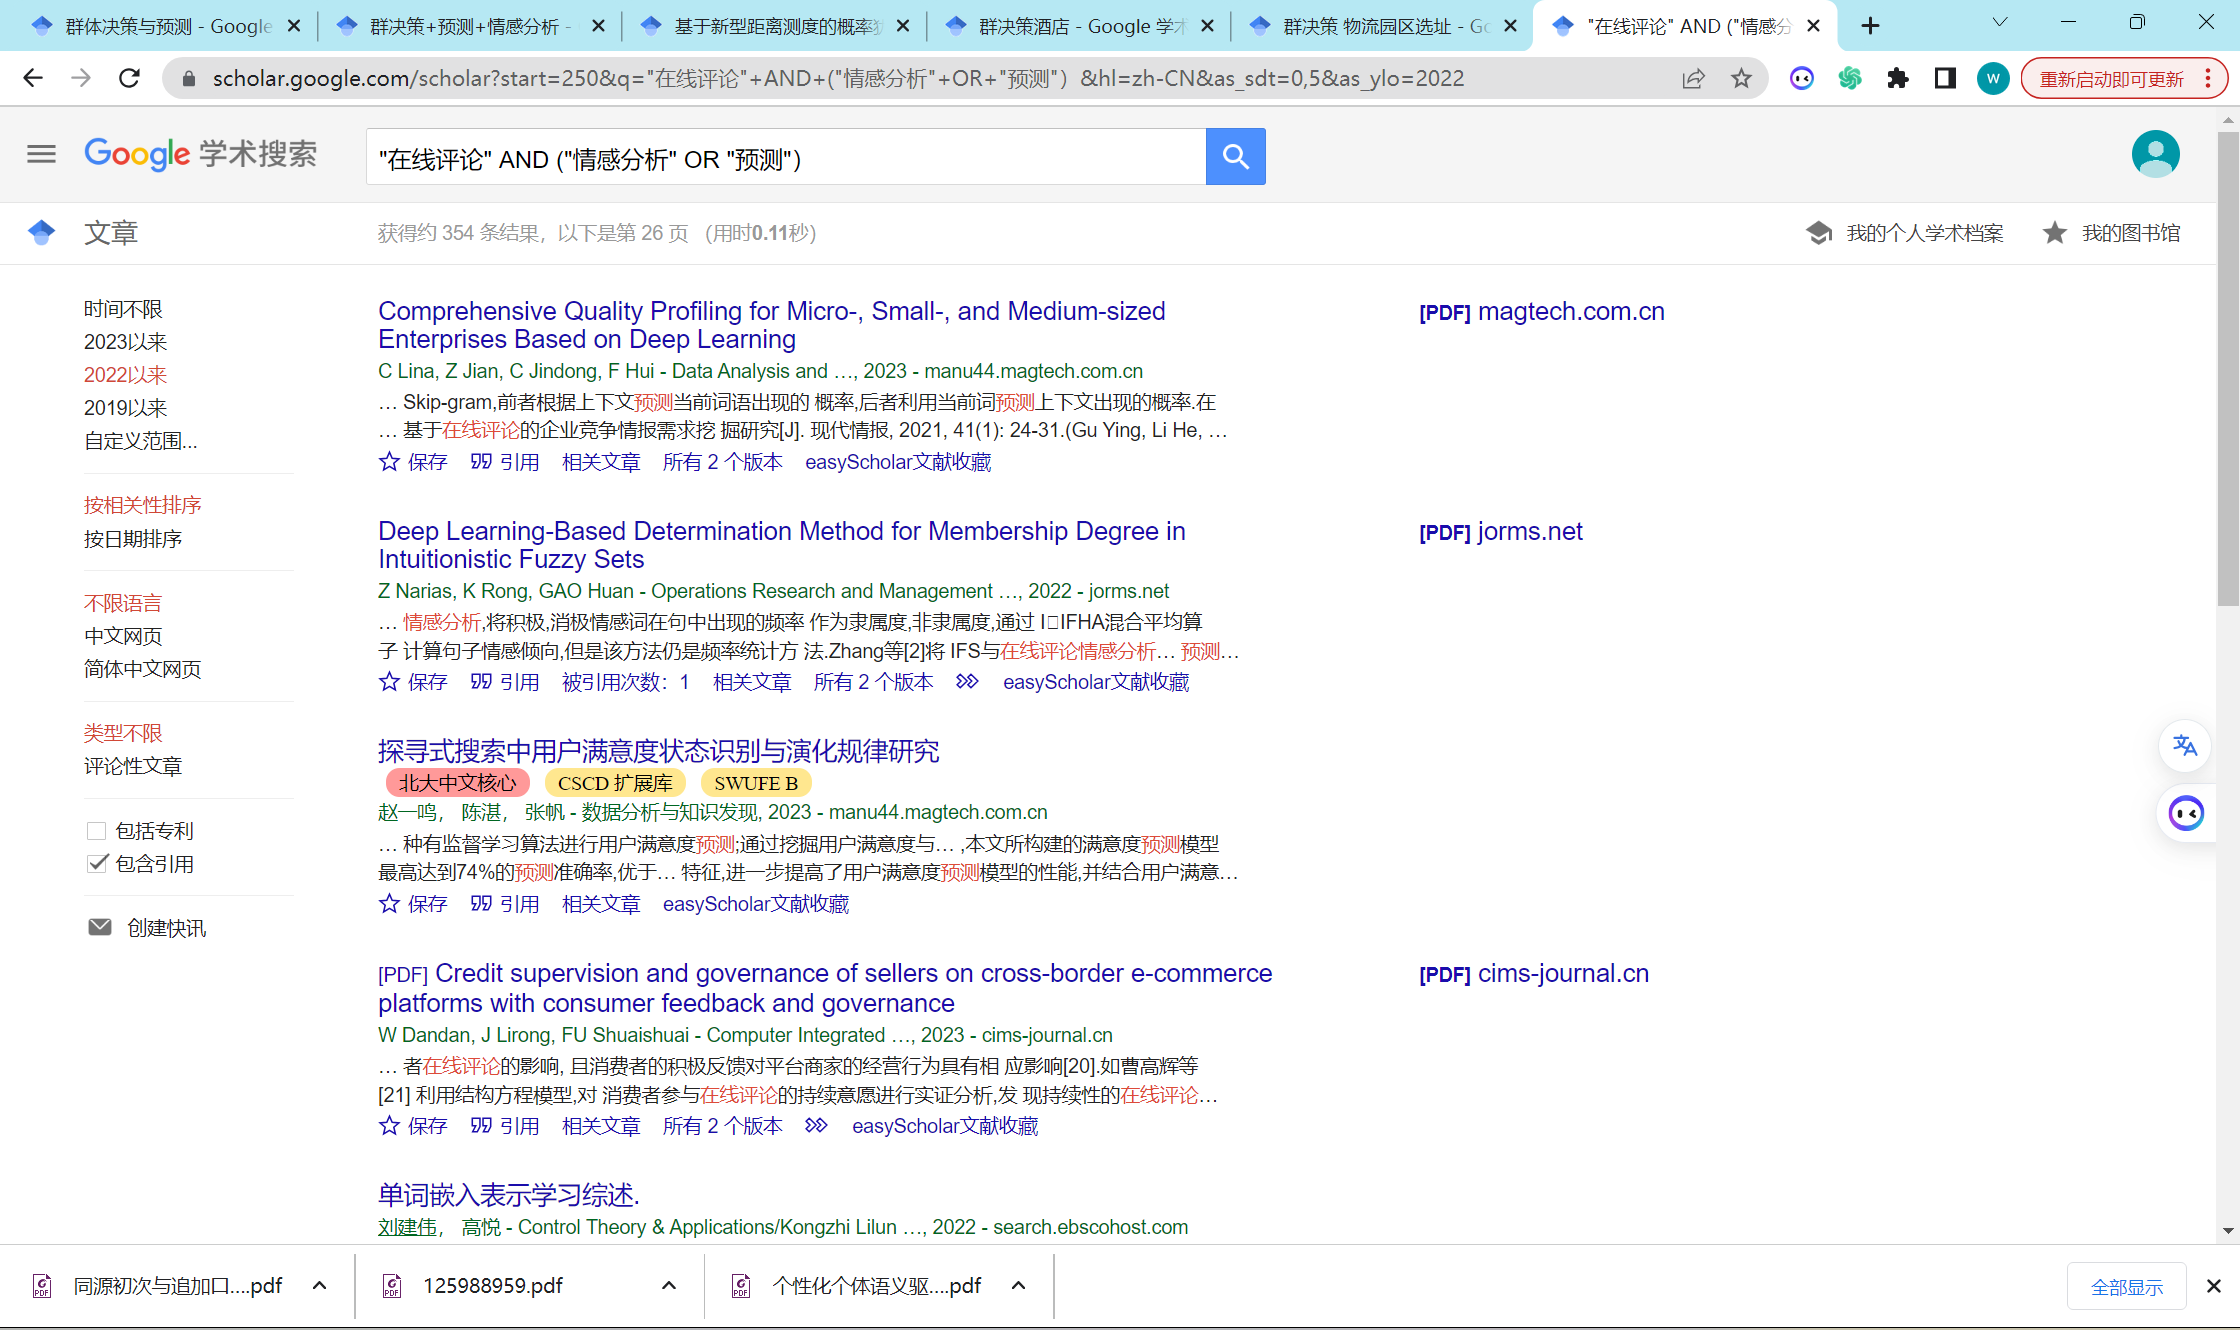 群体决策与预测 - Google
群决策+预测+情感分析 -
基于新型距离测度的概率
群决策酒店 - Google 学
群决策 物流园区选址 - Go
"在线评论" AND ("情感分
scholar.google.com/scholar?start=250&q="在线评论"+AND+("情感分析"+OR+"预测"）&hl=zh-CN&as_sdt=0,5&as_ylo=2022
W
重新启动即可更新
Google 学术搜索
"在线评论" AND ("情感分析" OR "预测"）
文章
获得约 354 条结果，以下是第 26 页 （用时0.11秒）
我的个人学术档案
我的图书馆
时间不限
2023以来
2022以来
2019以来
自定义范围...
按相关性排序
按日期排序
不限语言
中文网页
简体中文网页
类型不限
评论性文章
包括专利
包含引用
创建快讯
Comprehensive Quality Profiling for Micro-, Small-, and Medium-sized
Enterprises Based on Deep Learning
[PDF] magtech.com.cn
C Lina, Z Jian, C Jindong, F Hui - Data Analysis and …, 2023 - manu44.magtech.com.cn
… Skip-gram,前者根据上下文预测当前词语出现的 概率,后者利用当前词预测上下文出现的概率.在
… 基于在线评论的企业竞争情报需求挖 掘研究[J]. 现代情报, 2021, 41(1): 24-31.(Gu Ying, Li He, …
保存 引用 相关文章 所有 2 个版本 easyScholar文献收藏
Deep Learning-Based Determination Method for Membership Degree in
Intuitionistic Fuzzy Sets
[PDF] jorms.net
Z Narias, K Rong, GAO Huan - Operations Research and Management …, 2022 - jorms.net
… 情感分析,将积极,消极情感词在句中出现的频率 作为隶属度,非隶属度,通过 I□IFHA混合平均算
子 计算句子情感倾向,但是该方法仍是频率统计方 法.Zhang等[2]将 IFS与在线评论情感分析… 预测…
保存 引用 被引用次数：1 相关文章 所有 2 个版本 easyScholar文献收藏
探寻式搜索中用户满意度状态识别与演化规律研究
北大中文核心 CSCD 扩展库 SWUFE B
赵一鸣， 陈湛， 张帆 - 数据分析与知识发现, 2023 - manu44.magtech.com.cn
… 种有监督学习算法进行用户满意度预测;通过挖掘用户满意度与… ,本文所构建的满意度预测模型
最高达到74%的预测准确率,优于… 特征,进一步提高了用户满意度预测模型的性能,并结合用户满意…
保存 引用 相关文章 easyScholar文献收藏
[PDF] Credit supervision and governance of sellers on cross-border e-commerce
platforms with consumer feedback and governance
[PDF] cims-journal.cn
W Dandan, J Lirong, FU Shuaishuai - Computer Integrated …, 2023 - cims-journal.cn
… 者在线评论的影响, 且消费者的积极反馈对平台商家的经营行为具有相 应影响[20].如曹高辉等
[21] 利用结构方程模型,对 消费者参与在线评论的持续意愿进行实证分析,发 现持续性的在线评论…
保存 引用 相关文章 所有 2 个版本 easyScholar文献收藏
单词嵌入表示学习综述.
刘建伟， 高悦 - Control Theory & Applications/Kongzhi Lilun …, 2022 - search.ebscohost.com
同源初次与追加口....pdf
125988959.pdf
个性化个体语义驱....pdf
全部显示